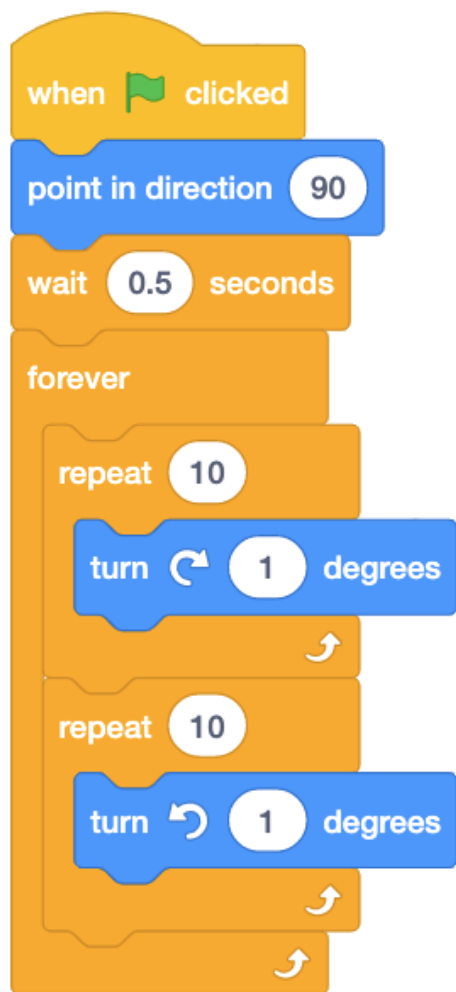 when clicked
point in direction 90
wait 0.5 seconds
forever
repeat 10
turn 1 degrees
repeat 10
turn 1 degrees